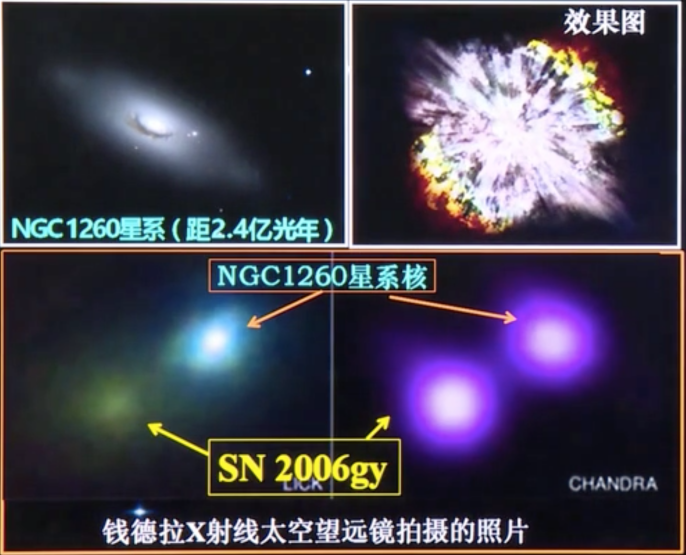 效果图
NGC1260星系（距2.4亿光年）
NGC1260星系核
SN 2006gy
LICK
CHANDRA
钱德拉X射线太空望远镜拍摄的照片